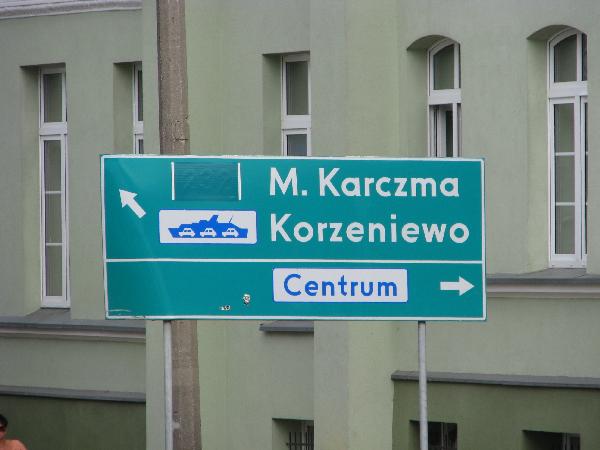 M. Karczma
Korzeniewo
Centrum